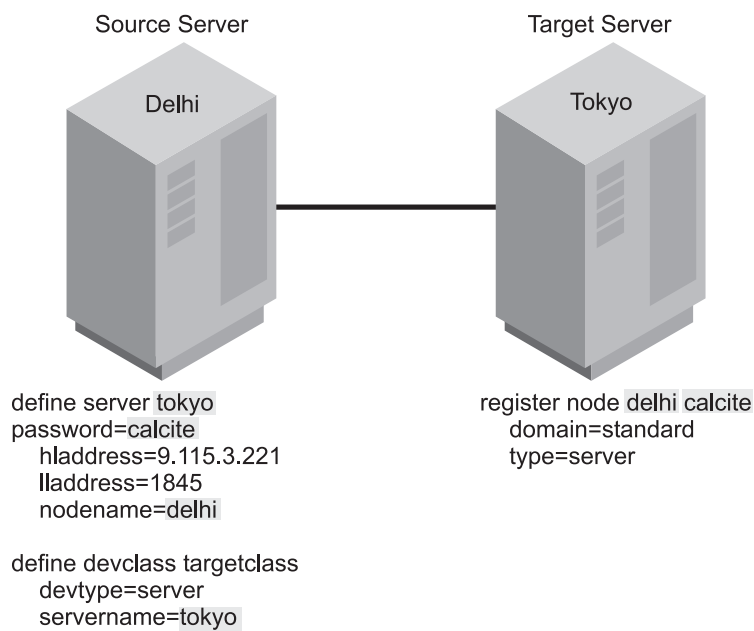 Source Server
Target Server
Delhi
Tokyo
define server tokyo
password=calcite
hladdress=9.115.3.221
lladdress=1845
nodename=delhi
define devclass targetclass
devtype=server
servername=tokyo
register node delhi calcite
domain=standard
type=server